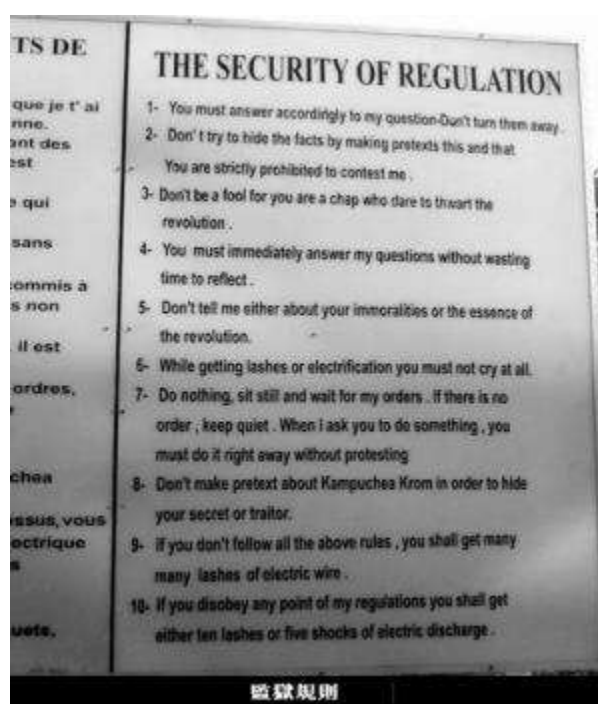 TS DE
que je t' ai
nne.
nt des
est
qui
sans
ommis à
s non
il est
ordres,
chea
essus, vous
ectrique
s
uets,
THE SECURITY OF REGULATION
1- You must answer accordingly to my question-Don't turn them away.
2- Don't try to hide the facts by making pretexts this and that
You are strictly prohibited to contest me .
3- Don't be a fool for you are a chap who dare to thwart the
revolution .
4- You must immediately answer my questions without wasting
time to reflect .
5- Don't tell me either about your immoralities or the essence of
the revolution.
6- While getting lashes or electrification you must not cry at all.
7- Do nothing, sit still and wait for my orders . If there is no
order , keep quiet . When I ask you to do something , you
must do it right away without protesting
8- Don't make pretext about Kampuchea Krom in order to hide
your secret or traitor.
9- if you don't follow all the above rules , you shall get many
many lashes of electric wire .
10- If you disobey any point of my regulations you shall get
either ten lashes or five shocks of electric discharge .
監獄規則